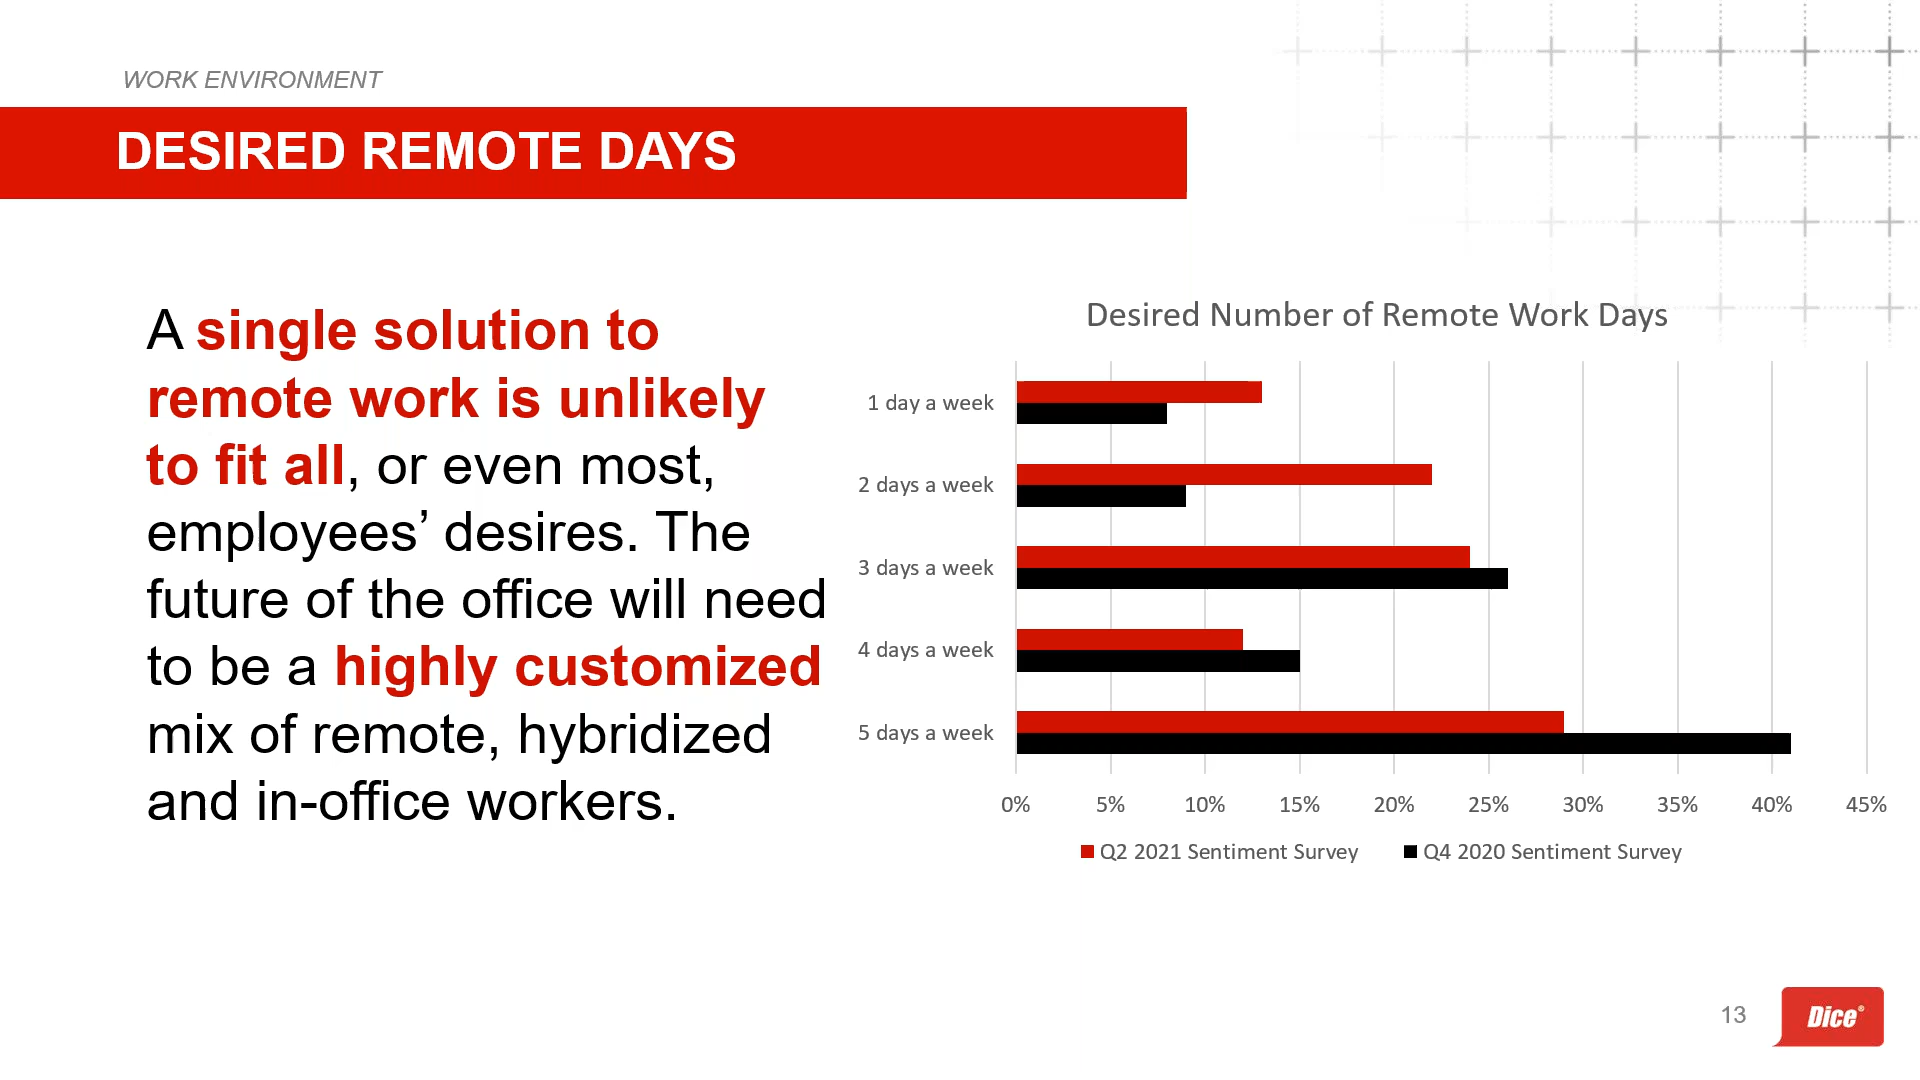 WORK ENVIRONMENT
DESIRED REMOTE DAYS
A single solution to
remote work is unlikely
to fit all, or even most,
employees’ desires. The
future of the office will need
to be a highly customized
mix of remote, hybridized
and in-office workers.
Desired Number of Remote Work Days
1 day a week
2 days a week
3 days a week
4 days a week
5 days a week
0% 5% 10% 15% 20% 25% 30% 35% 40% 45%
Q2 2021 Sentiment Survey Q4 2020 Sentiment Survey
13
Dice®